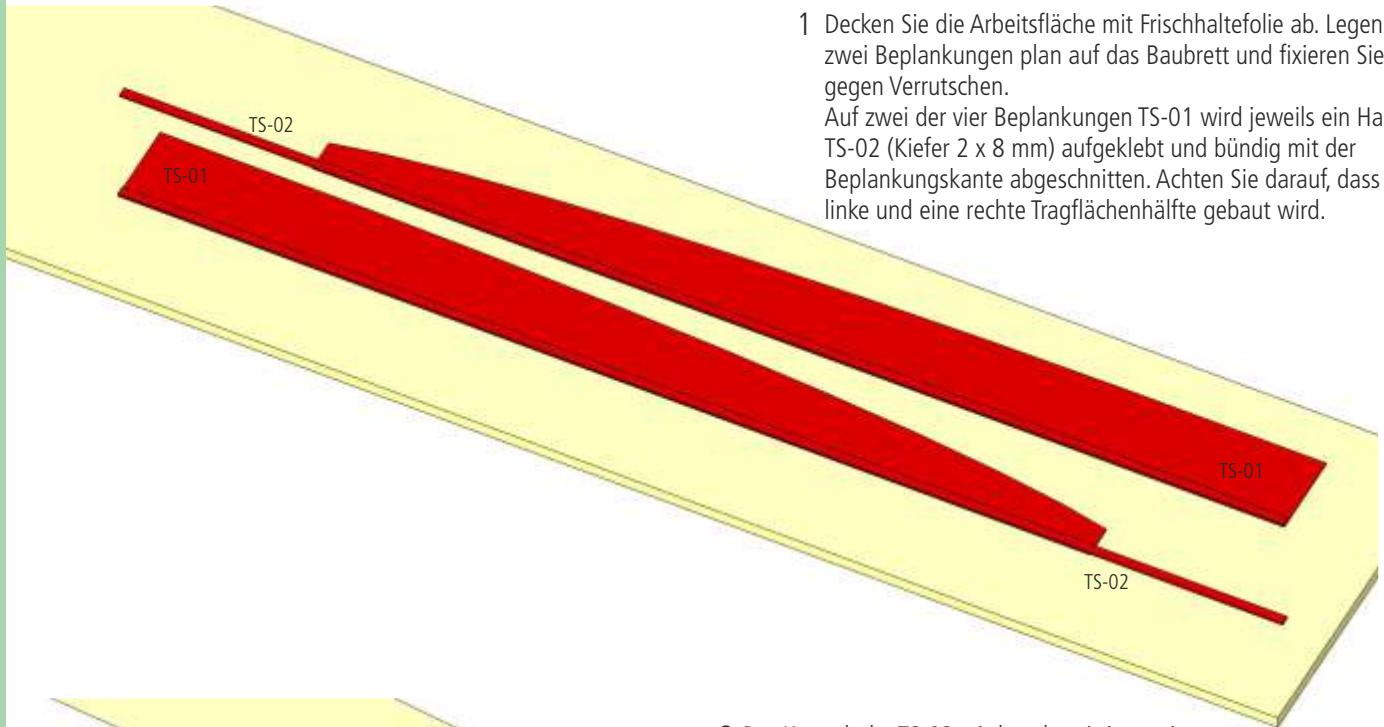 1 Decken Sie die Arbeitsfläche mit Frischhaltefolie ab. Legen
zwei Beplankungen plan auf das Baubrett und fixieren Sie
gegen Verrutschen.
Auf zwei der vier Beplankungen TS-01 wird jeweils ein Ha
TS-02 (Kiefer 2 x 8 mm) aufgeklebt und bündig mit der
Beplankungskante abgeschnitten. Achten Sie darauf, dass
linke und eine rechte Tragflächenhälfte gebaut wird.
TS-02
TS-01
TS-01
TS-02